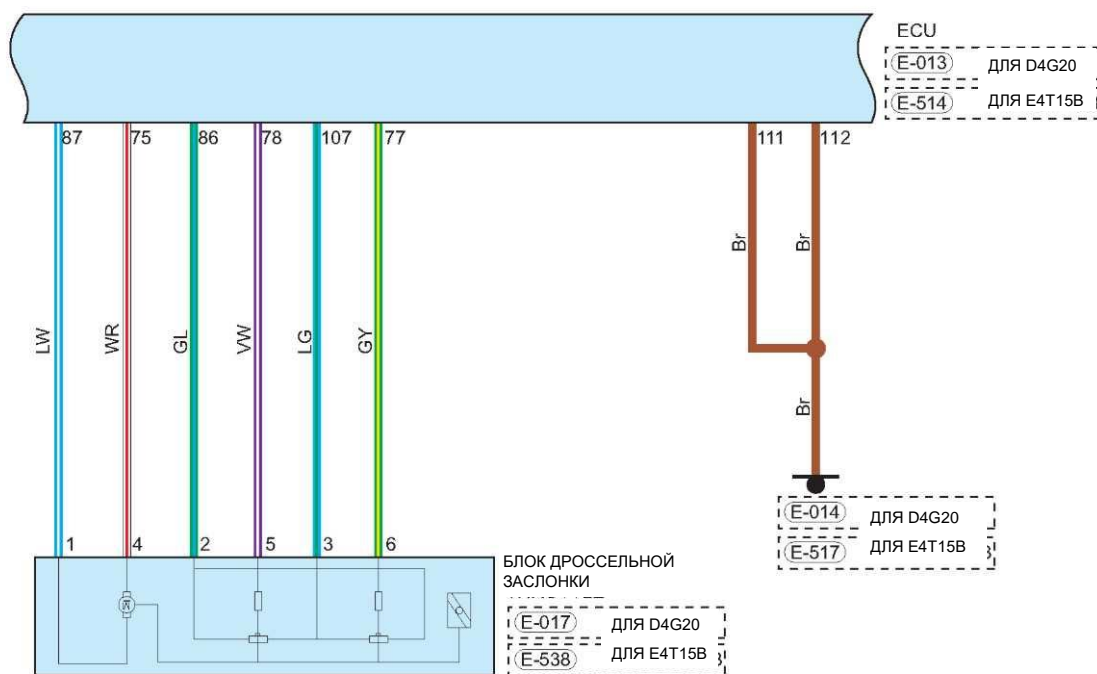 ECU
E-013 ДЛЯ D4G20
E-514 ДЛЯ E4T15B
87 75 86 78 107 77 111 112
Br Br
LW WR GL VW LG GY
Br
E-014 ДЛЯ D4G20
E-517 ДЛЯ E4T15B
1 4 2 5 3 6
БЛОК ДРОССЕЛЬНОЙ
ЗАСЛОНКИ
M
E-017 ДЛЯ D4G20
E-538 ДЛЯ E4T15B